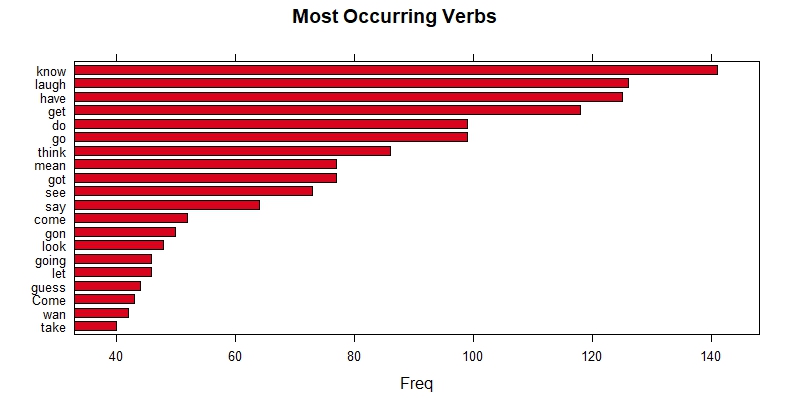 Most Occurring Verbs
know
laugh
have
get
do
go
think
mean
got
see
say
come
gon
look
going
let
guess
Come
wan
take
40 60 80 100 120 140
Freq